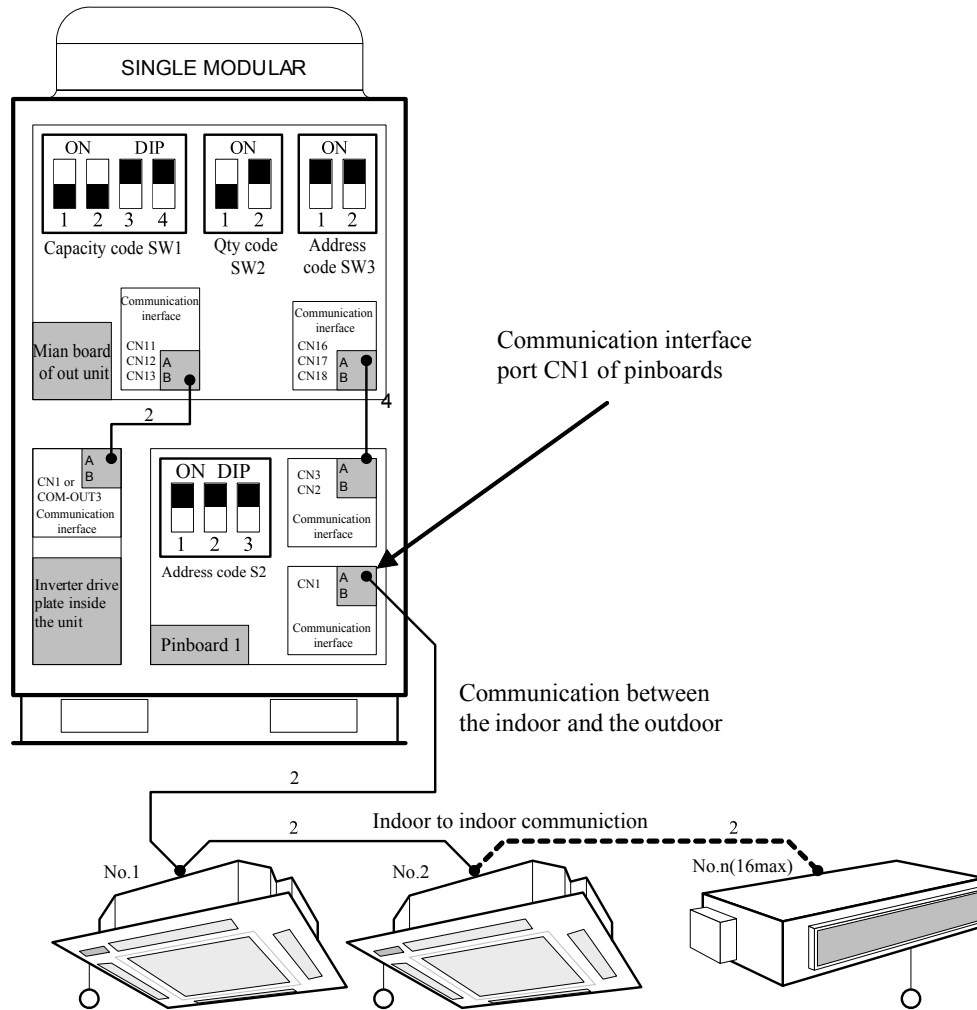 SINGLE MODULAR
ON DIP
1 2 3 4
Capacity code SW1
ON
1 2
Qty code
SW2
ON
1 2
Address
code SW3
Communication
inerface
CN11
CN12
CN13
A
B
Communication
inerface
CN16
CN17
CN18
A
B
Mian board
of out unit
2
4
Communication interface
port CN1 of pinboards
A
B
CN1 or
COM-OUT3
Communication
inerface
Inverter drive
plate inside
the unit
ON DIP
1 2 3
Address code S2
Pinboard 1
CN3
CN2
A
B
Communication
inerface
CN1
A
B
Communication
inerface
Communication between
the indoor and the outdoor
2
2
Indoor to indoor communiction
2
No.1
No.2
No.n(16max)